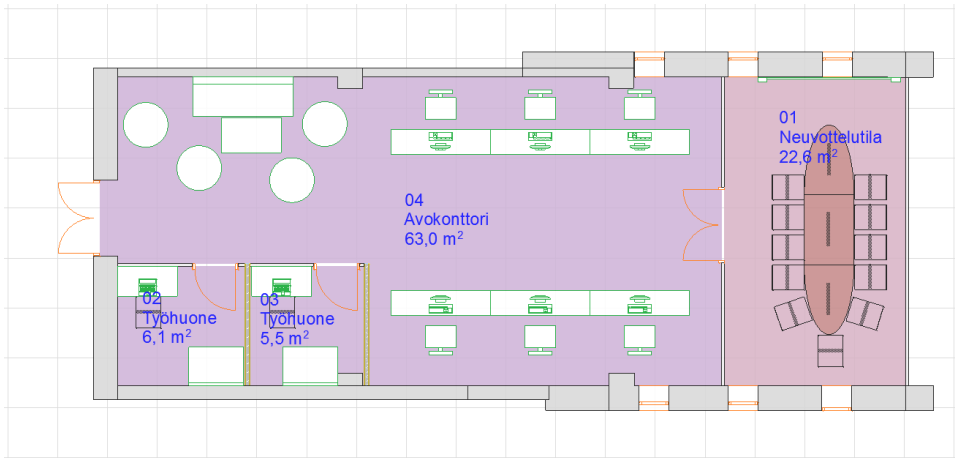 01
Neuvottelutila
22,6 m²
04
Avokonttori
63,0 m²
02
Työhuone
6,1 m²
03
Työhuone
5,5 m²